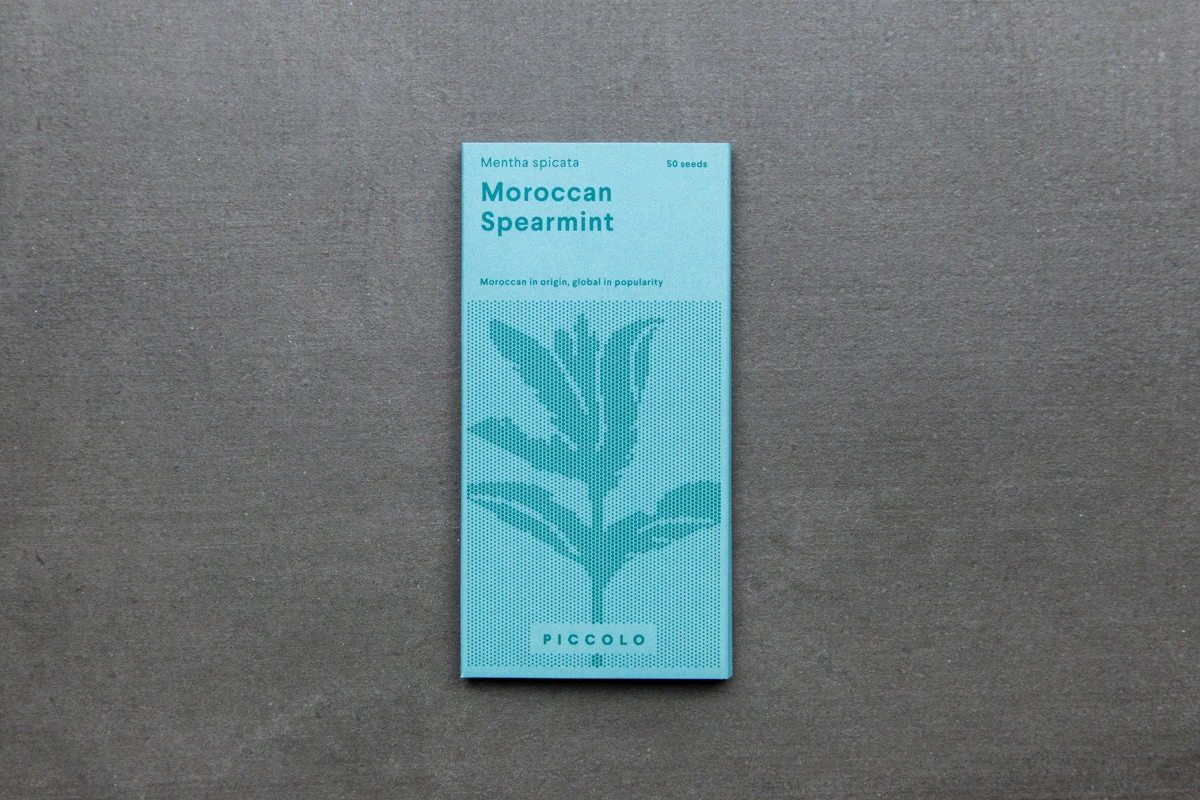 Mentha spicata
50 seeds
Moroccan
Spearmint
Moroccan in origin, global in popularity
PICCOLO